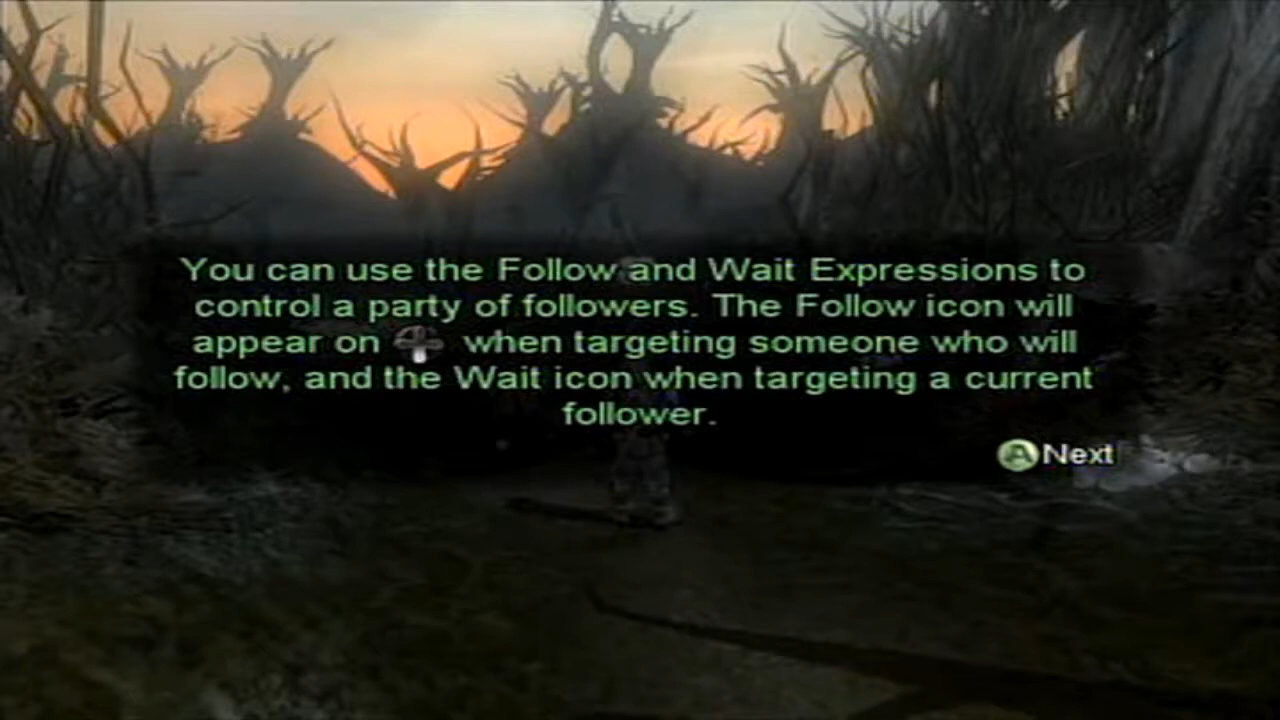 You can use the Follow and Wait Expressions to
control a party of followers. The Follow icon will
appear on when targeting someone who will
follow, and the Wait icon when targeting a current
follower.
A Next